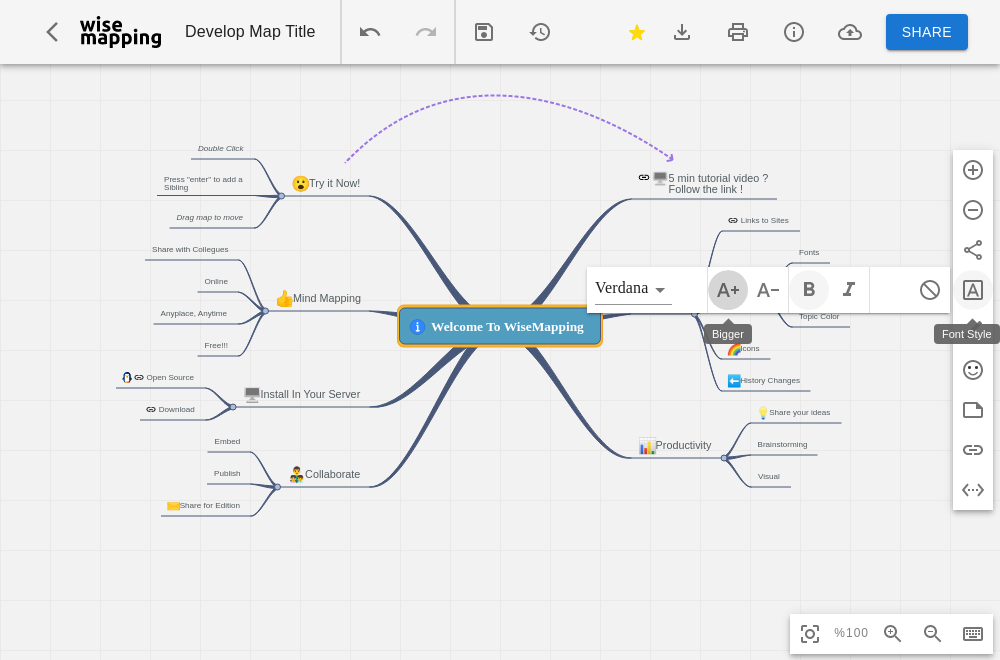 wise
mapping
Develop Map Title
SHARE
Double Click
Press "enter" to add a
Sibling
Drag map to move
Try it Now!
5 min tutorial video ?
Follow the link !
Links to Sites
Fonts
Share with Collegues
Online
Anyplace, Anytime
Free!!!
Mind Mapping
Verdana
A+
A-
B
I
A
Topic Color
Welcome To WiseMapping
Bigger
Font Style
Icons
History Changes
Open Source
Download
Install In Your Server
Share your ideas
Brainstorming
Visual
Productivity
Embed
Publish
Share for Edition
Collaborate
%100